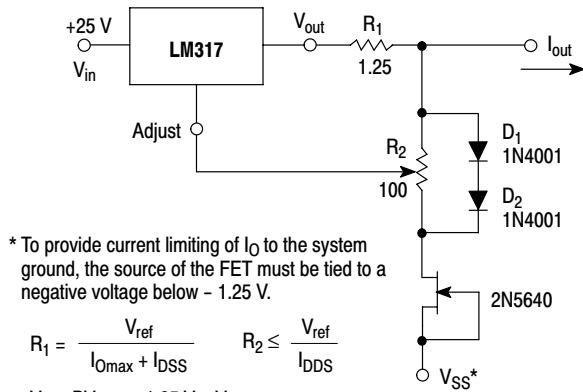 +25 V
V_in
LM317
V_out
R_1
1.25
I_out
Adjust
R_2
100
D_1
1N4001
D_2
1N4001
* To provide current limiting of I_O to the system
ground, the source of the FET must be tied to a
negative voltage below – 1.25 V.
2N5640
R_1 = V_ref / (I_Omax + I_DSS)
R_2 ≤ V_ref / I_DDS
V_SS*